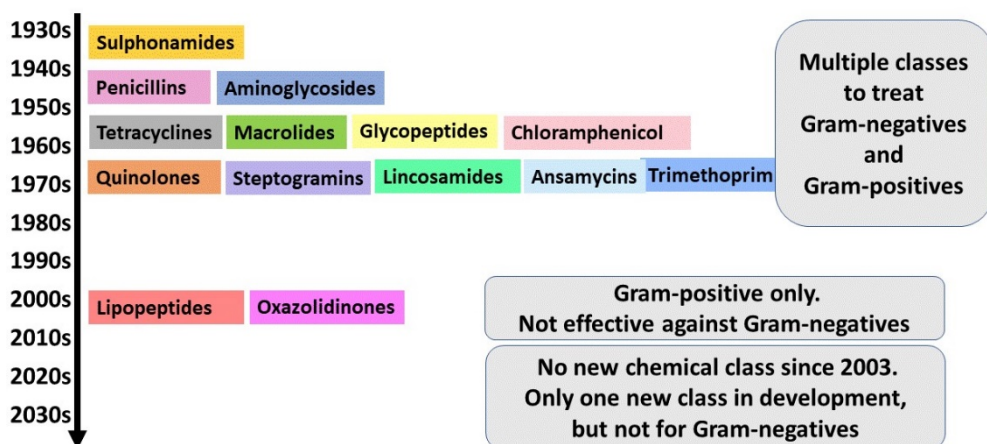 1930s
Sulphonamides
1940s
Penicillins Aminoglycosides
1950s
Tetracyclines Macrolides Glycopeptides Chloramphenicol
1960s
Quinolones Steptogramins Lincosamides Ansamycins Trimethoprim
1970s
1980s
1990s
2000s
Lipopeptides Oxazolidinones
2010s
2020s
2030s
Multiple classes
to treat
Gram-negatives
and
Gram-positives
Gram-positive only.
Not effective against Gram-negatives
No new chemical class since 2003.
Only one new class in development,
but not for Gram-negatives